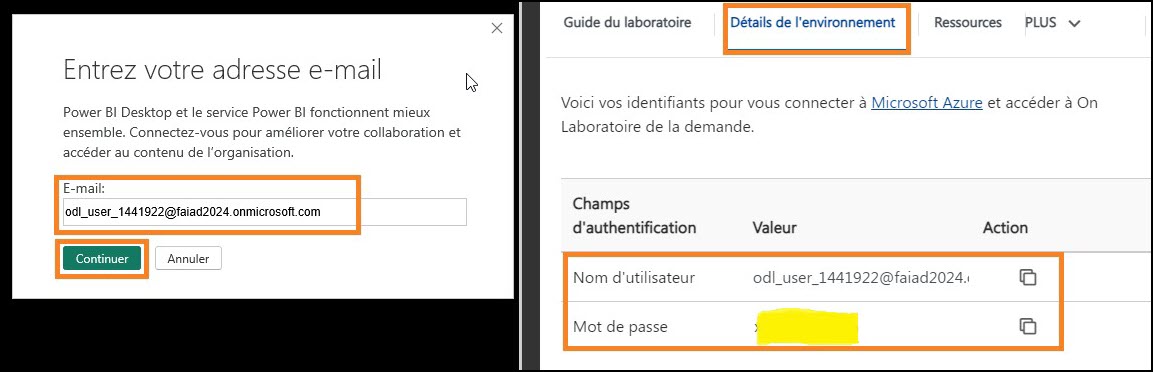 Entrez votre adresse e-mail
Power BI Desktop et le service Power BI fonctionnent mieux
ensemble. Connectez-vous pour améliorer votre collaboration et
accéder au contenu de l'organisation.
E-mail:
odl_user_1441922@faiad2024.onmicrosoft.com
Continuer
Annuler
Guide du laboratoire
Détails de l'environnement
Ressources
PLUS
Voici vos identifiants pour vous connecter à Microsoft Azure et accéder à On
Laboratoire de la demande.
Champs
d'authentification
Valeur
Action
Nom d'utilisateur
odl_user_1441922@faiad2024.
Mot de passe